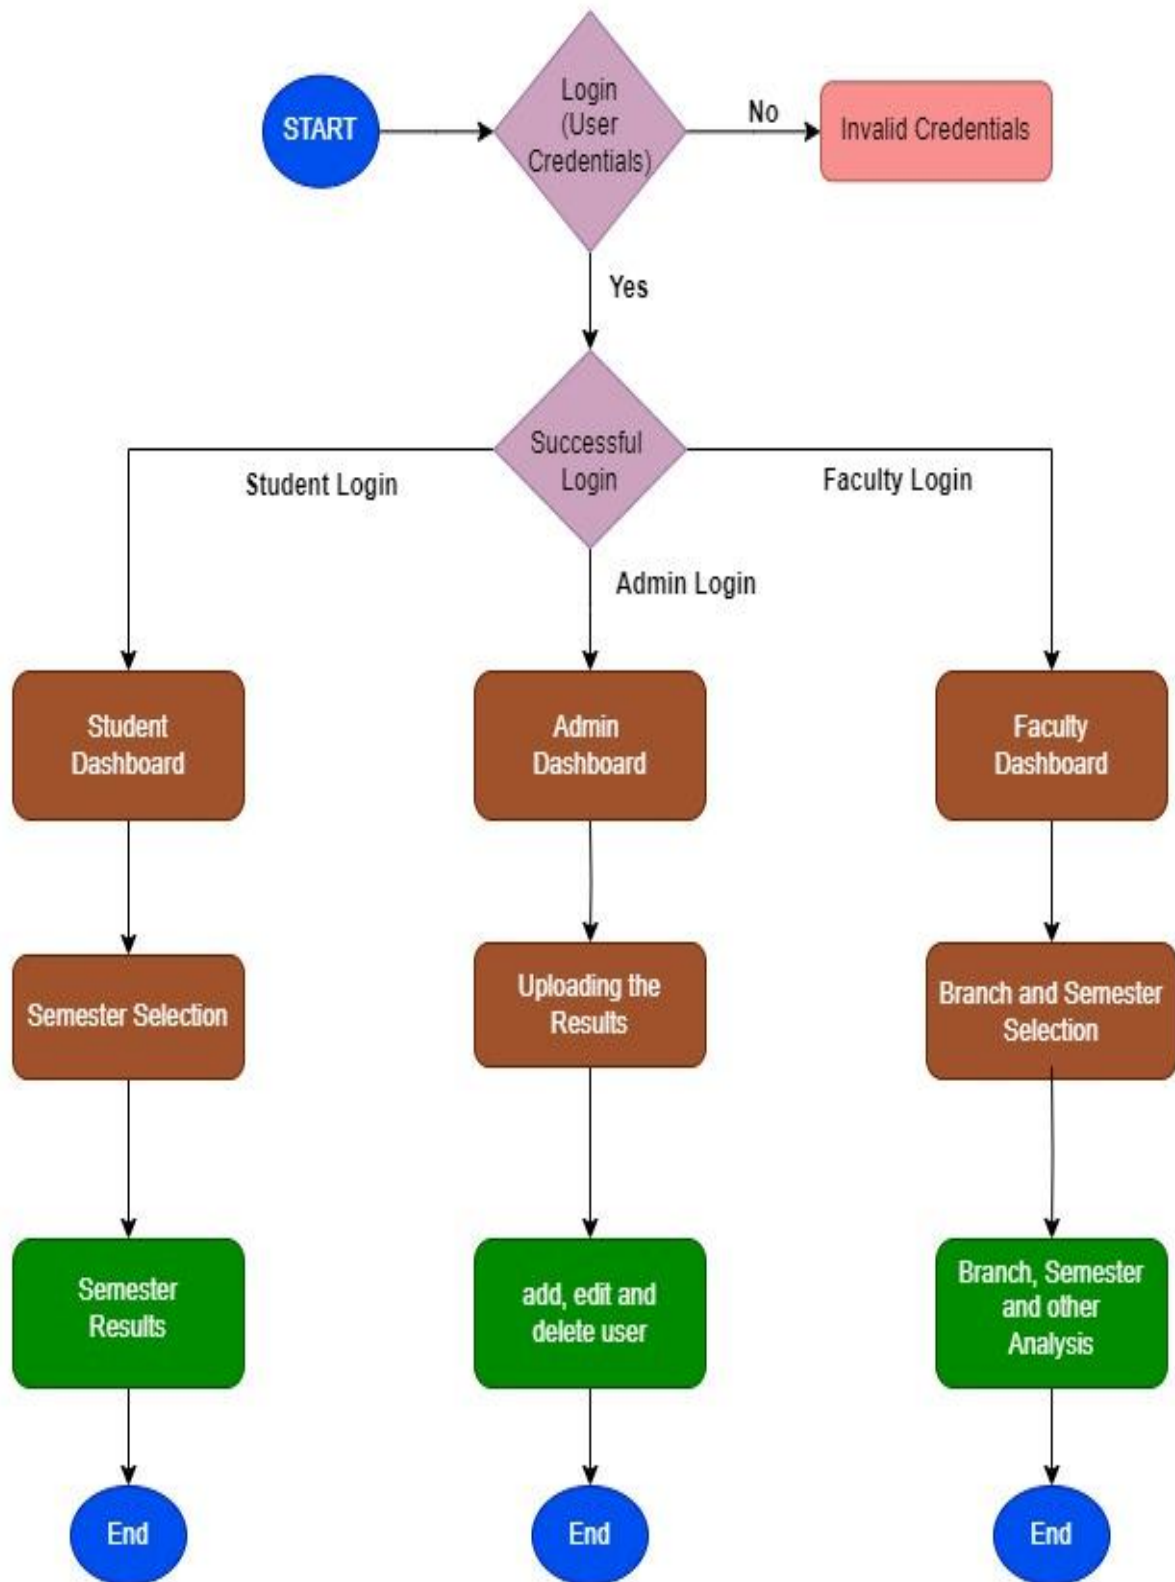 START
Login
(User
Credentials)
No
Invalid Credentials
Yes
Successful
Login
Student Login
Faculty Login
Admin Login
Student
Dashboard
Admin
Dashboard
Faculty
Dashboard
Semester Selection
Uploading the
Results
Branch and Semester
Selection
Semester
Results
add, edit and
delete user
Branch, Semester
and other
Analysis
End
End
End